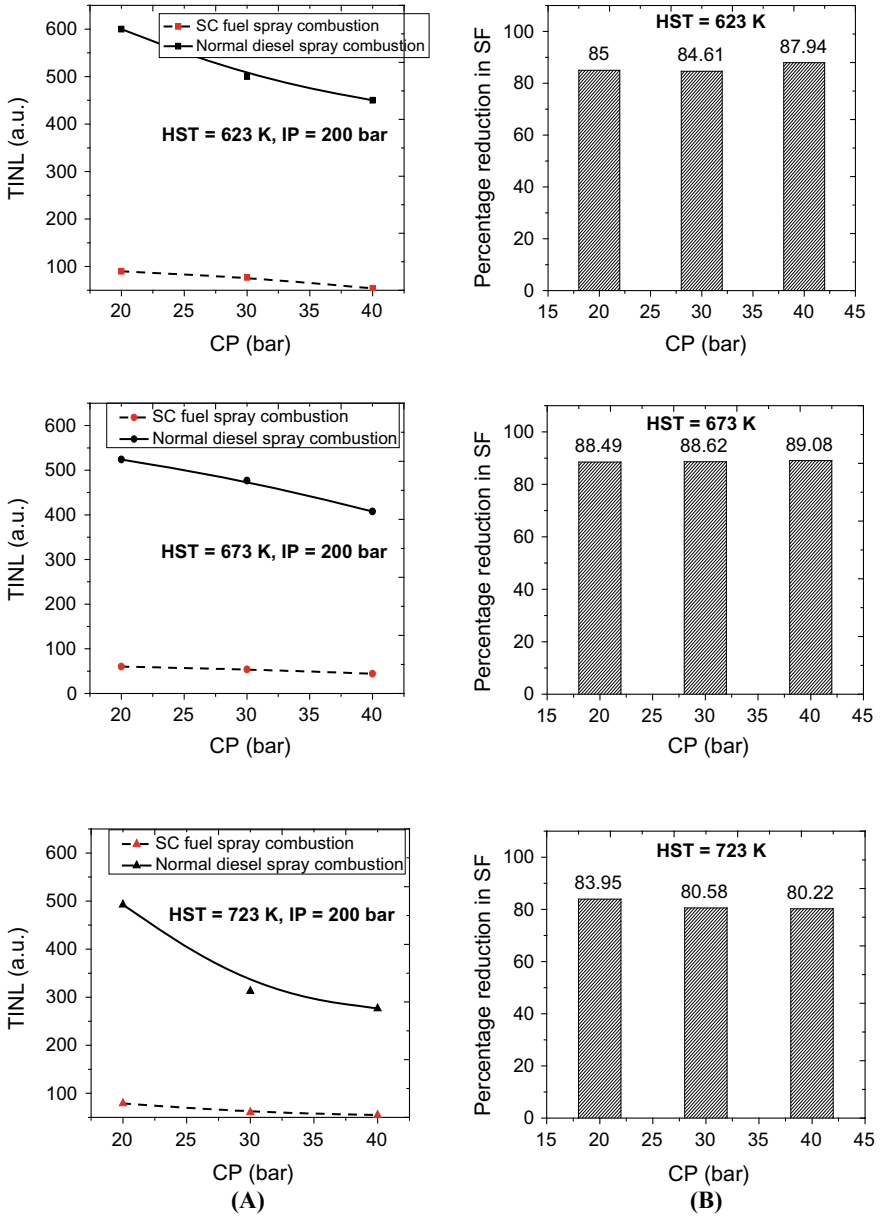 SC fuel spray combustion
Normal diesel spray combustion
HST = 623 K, IP = 200 bar
TINL (a.u.)
600
500
400
300
200
100
20 25 30 35 40
CP (bar)
HST = 623 K
85 84.61 87.94
Percentage reduction in SF
100
80
60
40
20
0
15 20 25 30 35 40 45
CP (bar)
SC fuel spray combustion
Normal diesel spray combustion
HST = 673 K, IP = 200 bar
TINL (a.u.)
600
500
400
300
200
100
0
20 25 30 35 40
CP (bar)
HST = 673 K
88.49 88.62 89.08
Percentage reduction in SF
100
80
60
40
20
0
15 20 25 30 35 40 45
CP (bar)
SC fuel spray combustion
Normal diesel spray combustion
HST = 723 K, IP = 200 bar
TINL (a.u.)
600
500
400
300
200
100
20 25 30 35 40
CP (bar)
(A)
HST = 723 K
83.95 80.58 80.22
Percentage reduction in SF
100
80
60
40
20
0
15 20 25 30 35 40 45
CP (bar)
(B)